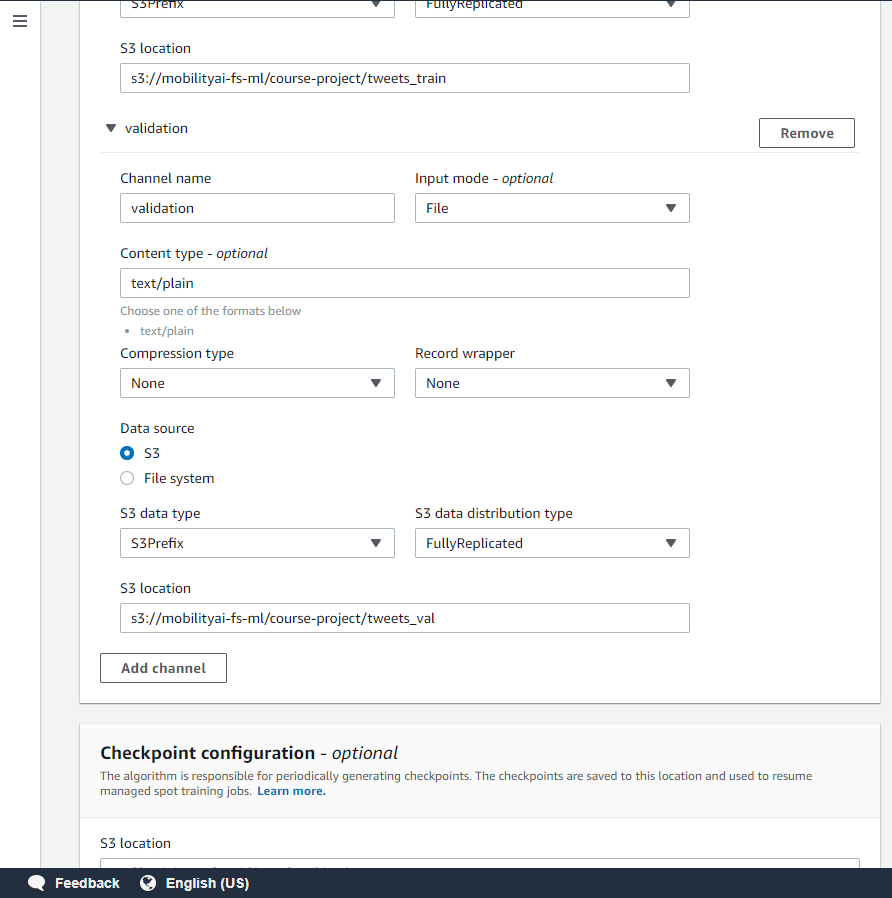 S3Prefix FullyReplicated
S3 location
s3://mobilityai-fs-ml/course-project/tweets_train
validation
Remove
Channel name Input mode - optional
validation File
Content type - optional
text/plain
Choose one of the formats below
• text/plain
Compression type Record wrapper
None None
Data source
S3
File system
S3 data type S3 data distribution type
S3Prefix FullyReplicated
S3 location
s3://mobilityai-fs-ml/course-project/tweets_val
Add channel
Checkpoint configuration - optional
The algorithm is responsible for periodically generating checkpoints. The checkpoints are saved to this location and used to resume
managed spot training jobs. Learn more.
S3 location
Feedback English (US)